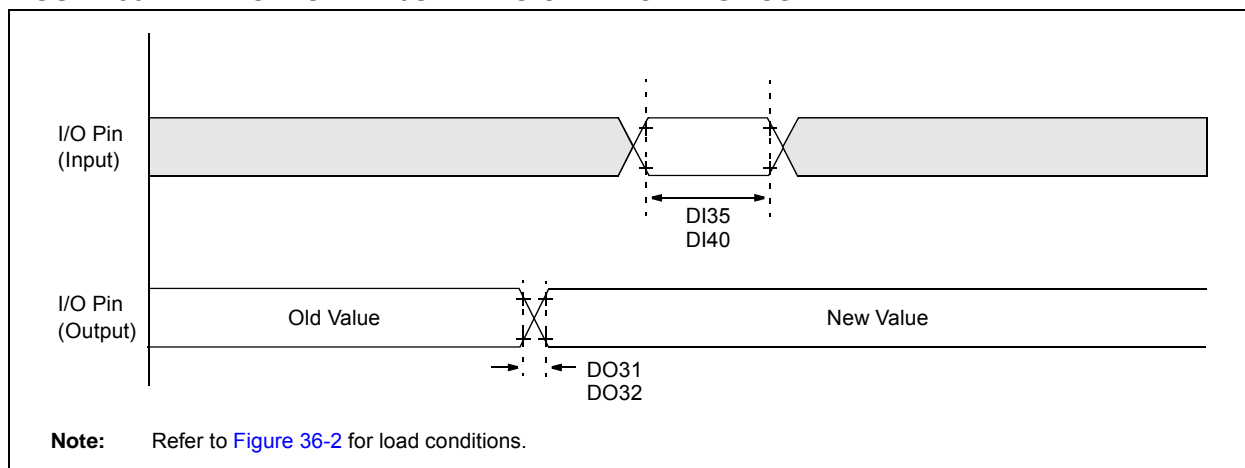 I/O Pin
(Input)
DI35
DI40
I/O Pin
(Output)
Old Value
New Value
DO31
DO32
Note: Refer to Figure 36-2 for load conditions.